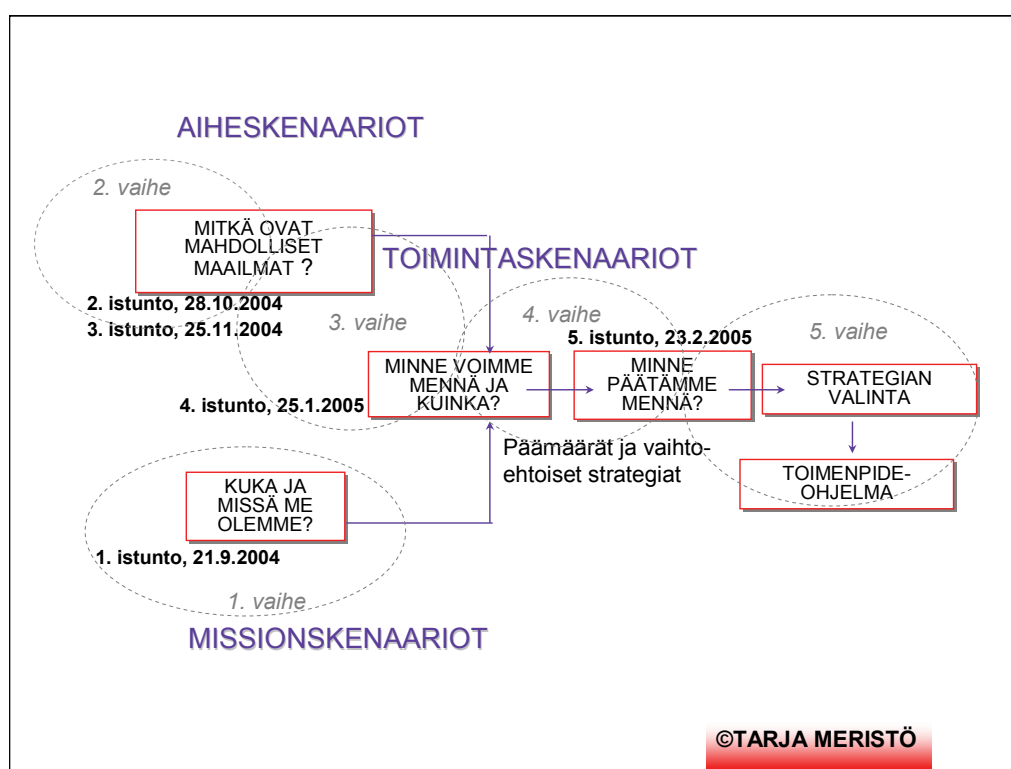 AIHESKENAARIOT
2. vaihe
MITKÄ OVAT
MAHDOLLISET
MAAILMAT ?
2. istunto, 28.10.2004
3. istunto, 25.11.2004
TOIMINTASKENAARIOT
3. vaihe
4. vaihe
5. vaihe
5. istunto, 23.2.2005
MINNE VOIMME
MENNÄ JA
KUINKA?
MINNE
PÄÄTÄMME
MENNÄ?
STRATEGIAN
VALINTA
4. istunto, 25.1.2005
Päämäärät ja vaihto-
ehtoiset strategiat
TOIMENPIDE-
OHJELMA
KUKA JA
MISSÄ ME
OLEMME?
1. istunto, 21.9.2004
1. vaihe
MISSIONSKENAARIOT
©TARJA MERISTÖ